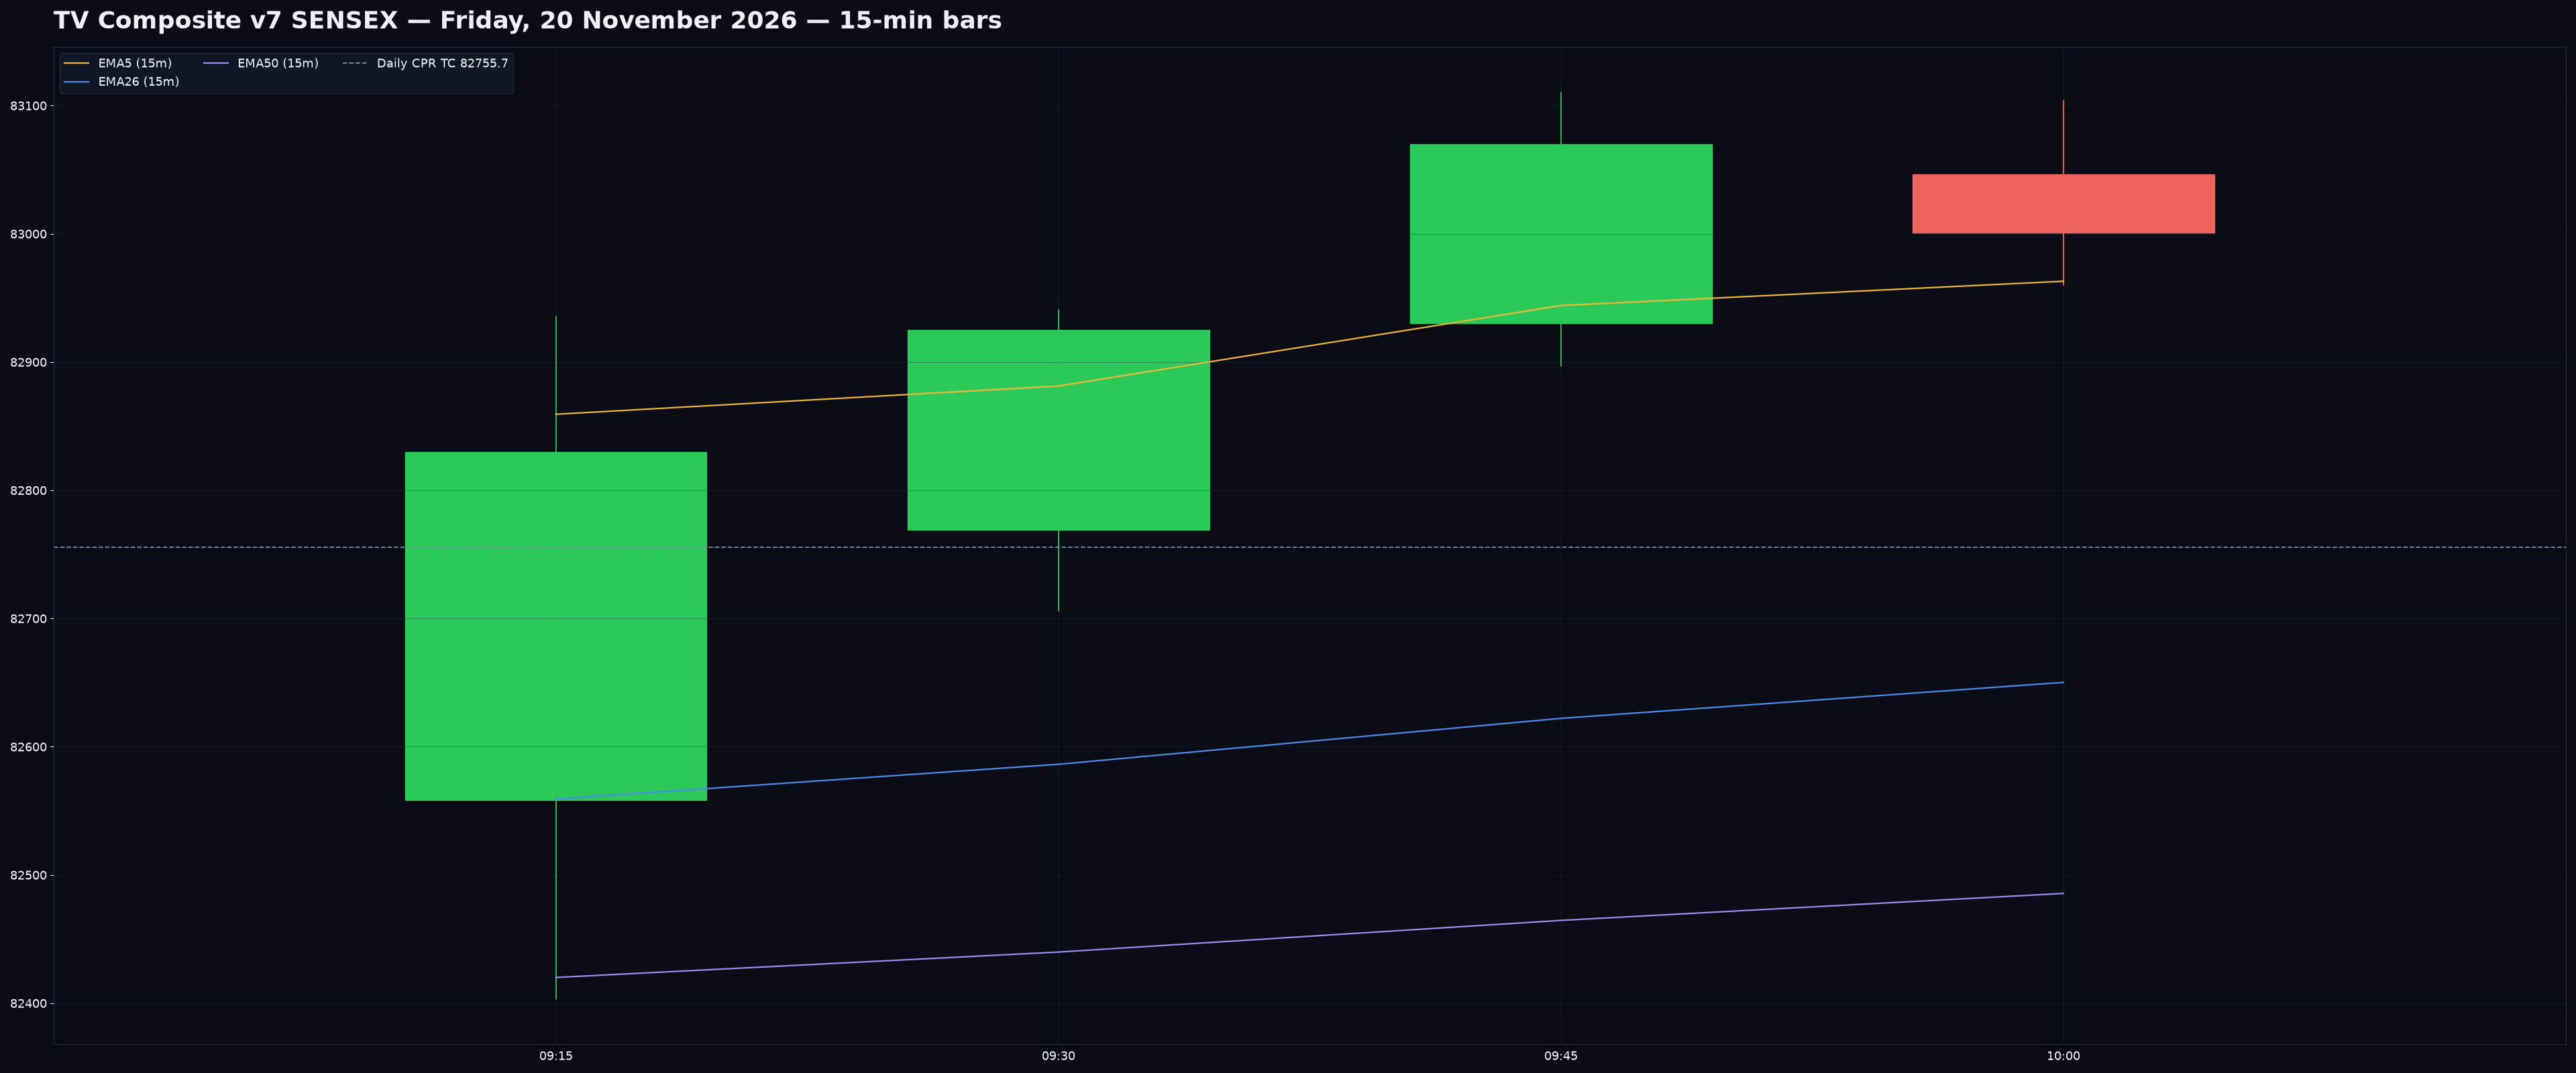 TV Composite v7 SENSEX — Friday, 20 November 2026 — 15-min bars
EMA5 (15m) EMA50 (15m) Daily CPR TC 82755.7
EMA26 (15m)
83100
83000
82900
82800
82700
82600
82500
82400
09:15 09:30 09:45 10:00